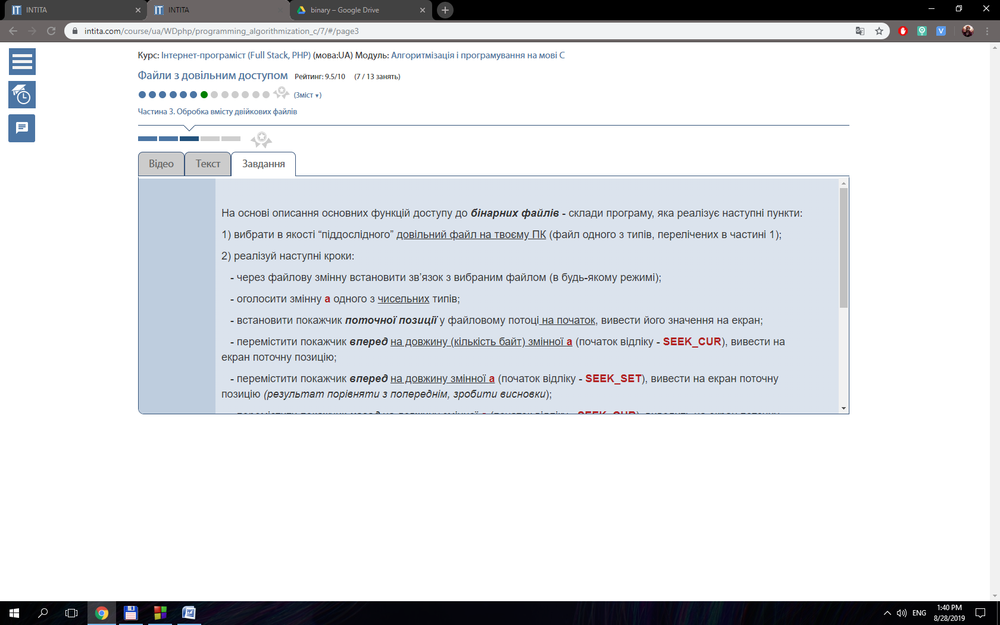 INTITA
INTITA
binary – Google Drive
intita.com/course/ua/WDphp/programming_algorithmization_c/7/#/page3
Курс: Інтернет-програміст (Full Stack, PHP) (мова:UA) Модуль: Алгоритмізація і програмування на мові С
Файли з довільним доступом Рейтинг: 9.5/10 (7 / 13 занять)
(Зміст ▾)
Частина 3. Обробка вмісту двійкових файлів
Відео
Текст
Завдання
На основі описання основних функцій доступу до бінарних файлів - склади програму, яка реалізує наступні пункти:
1) вибрати в якості “піддослідного” довільний файл на твоєму ПК (файл одного з типів, перелічених в частині 1);
2) реалізуй наступні кроки:
- через файлову змінну встановити зв’язок з вибраним файлом (в будь-якому режимі);
- оголосити змінну a одного з чисельних типів;
- встановити покажчик поточної позиції у файловому потоці на початок, вивести його значення на екран;
- перемістити покажчик вперед на довжину (кількість байт) змінної a (початок відліку - SEEK_CUR), вивести на
екран поточну позицію;
- перемістити покажчик вперед на довжину змінної a (початок відліку - SEEK_SET), вивести на екран поточну
позицію (результат порівняти з попереднім, зробити висновки);
ENG
1:40 PM
8/28/2019